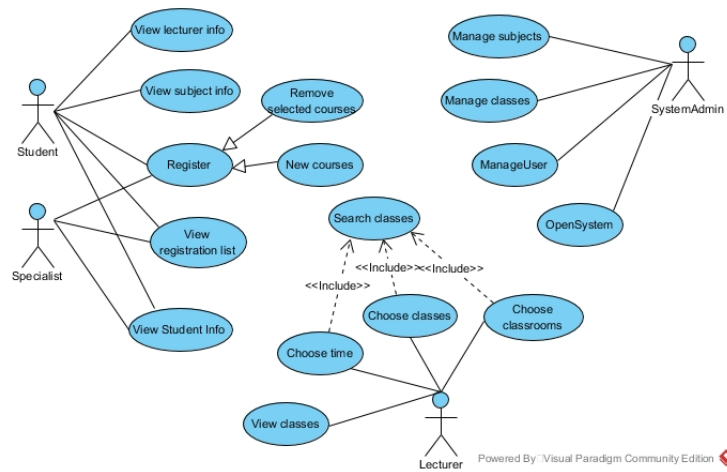 View lecturer info
Manage subjects
View subject info
Remove
selected courses
Manage classes
SystemAdmin
Student
Register
New courses
ManageUser
Search classes
OpenSystem
View
registration list
Specialist
<<Include>>
<<Include>>
<<Include>>
View Student Info
Choose classes
Choose
classrooms
Choose time
View classes
Lecturer
Powered By Visual Paradigm Community Edition